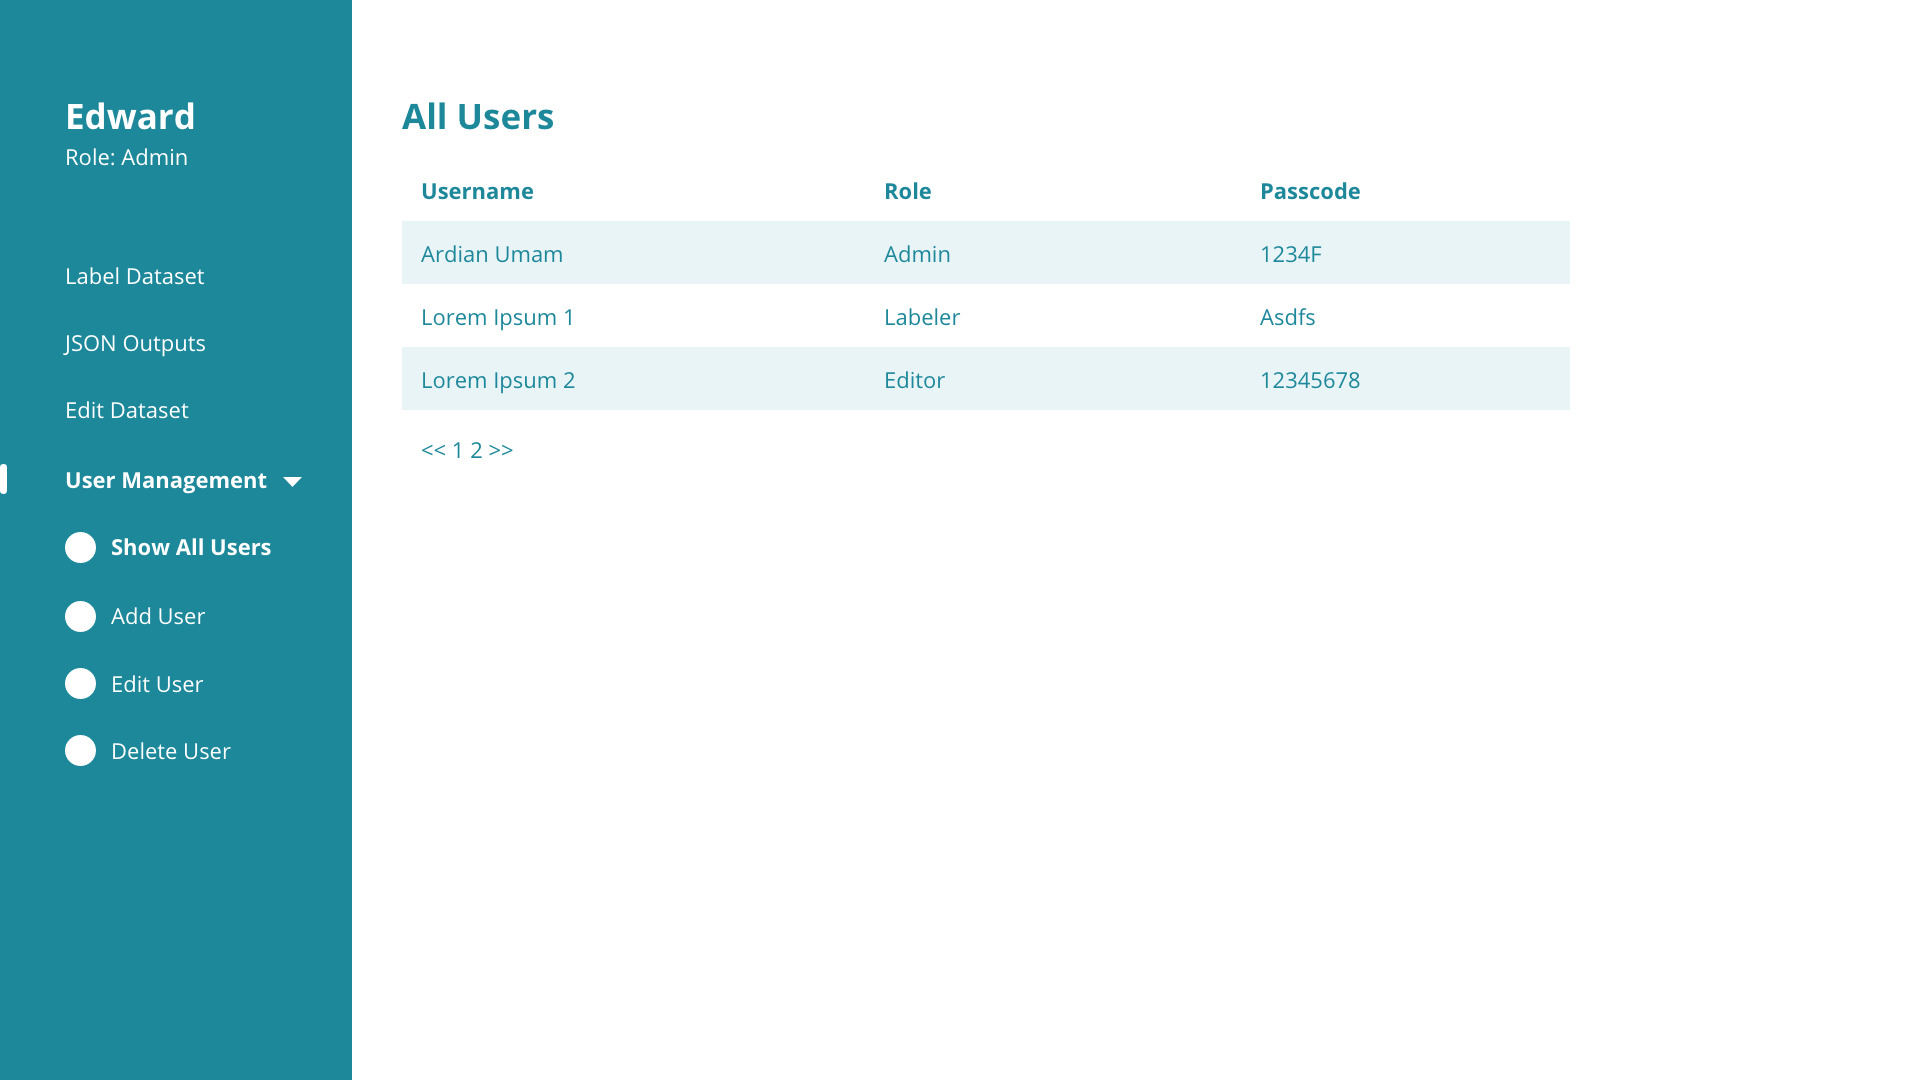 Edward
Role: Admin
Label Dataset
JSON Outputs
Edit Dataset
User Management
Show All Users
Add User
Edit User
Delete User
All Users
Username Role Passcode
Ardian Umam Admin 1234F
Lorem Ipsum 1 Labeler Asdfs
Lorem Ipsum 2 Editor 12345678
<< 1 2 >>